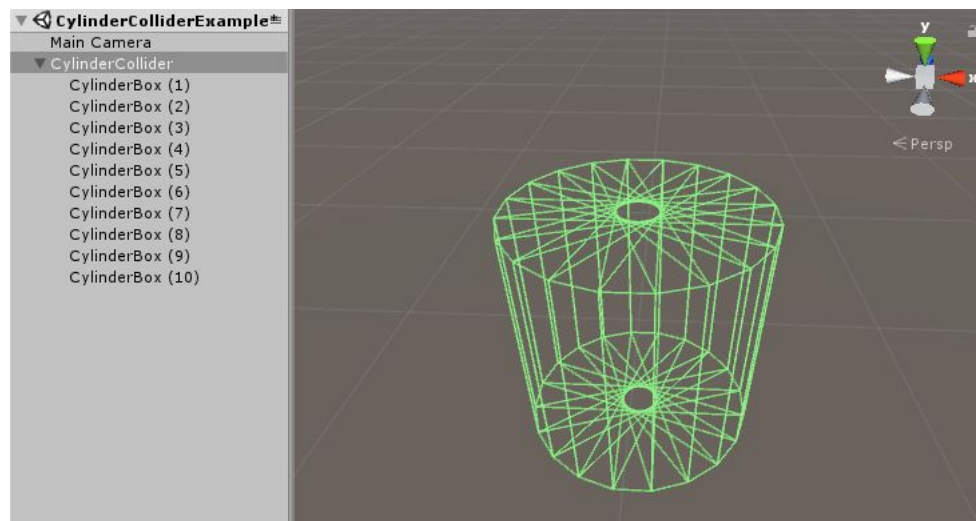 CylinderColliderExample
Main Camera
CylinderCollider
CylinderBox (1)
CylinderBox (2)
CylinderBox (3)
CylinderBox (4)
CylinderBox (5)
CylinderBox (6)
CylinderBox (7)
CylinderBox (8)
CylinderBox (9)
CylinderBox (10)
y
x
Persp